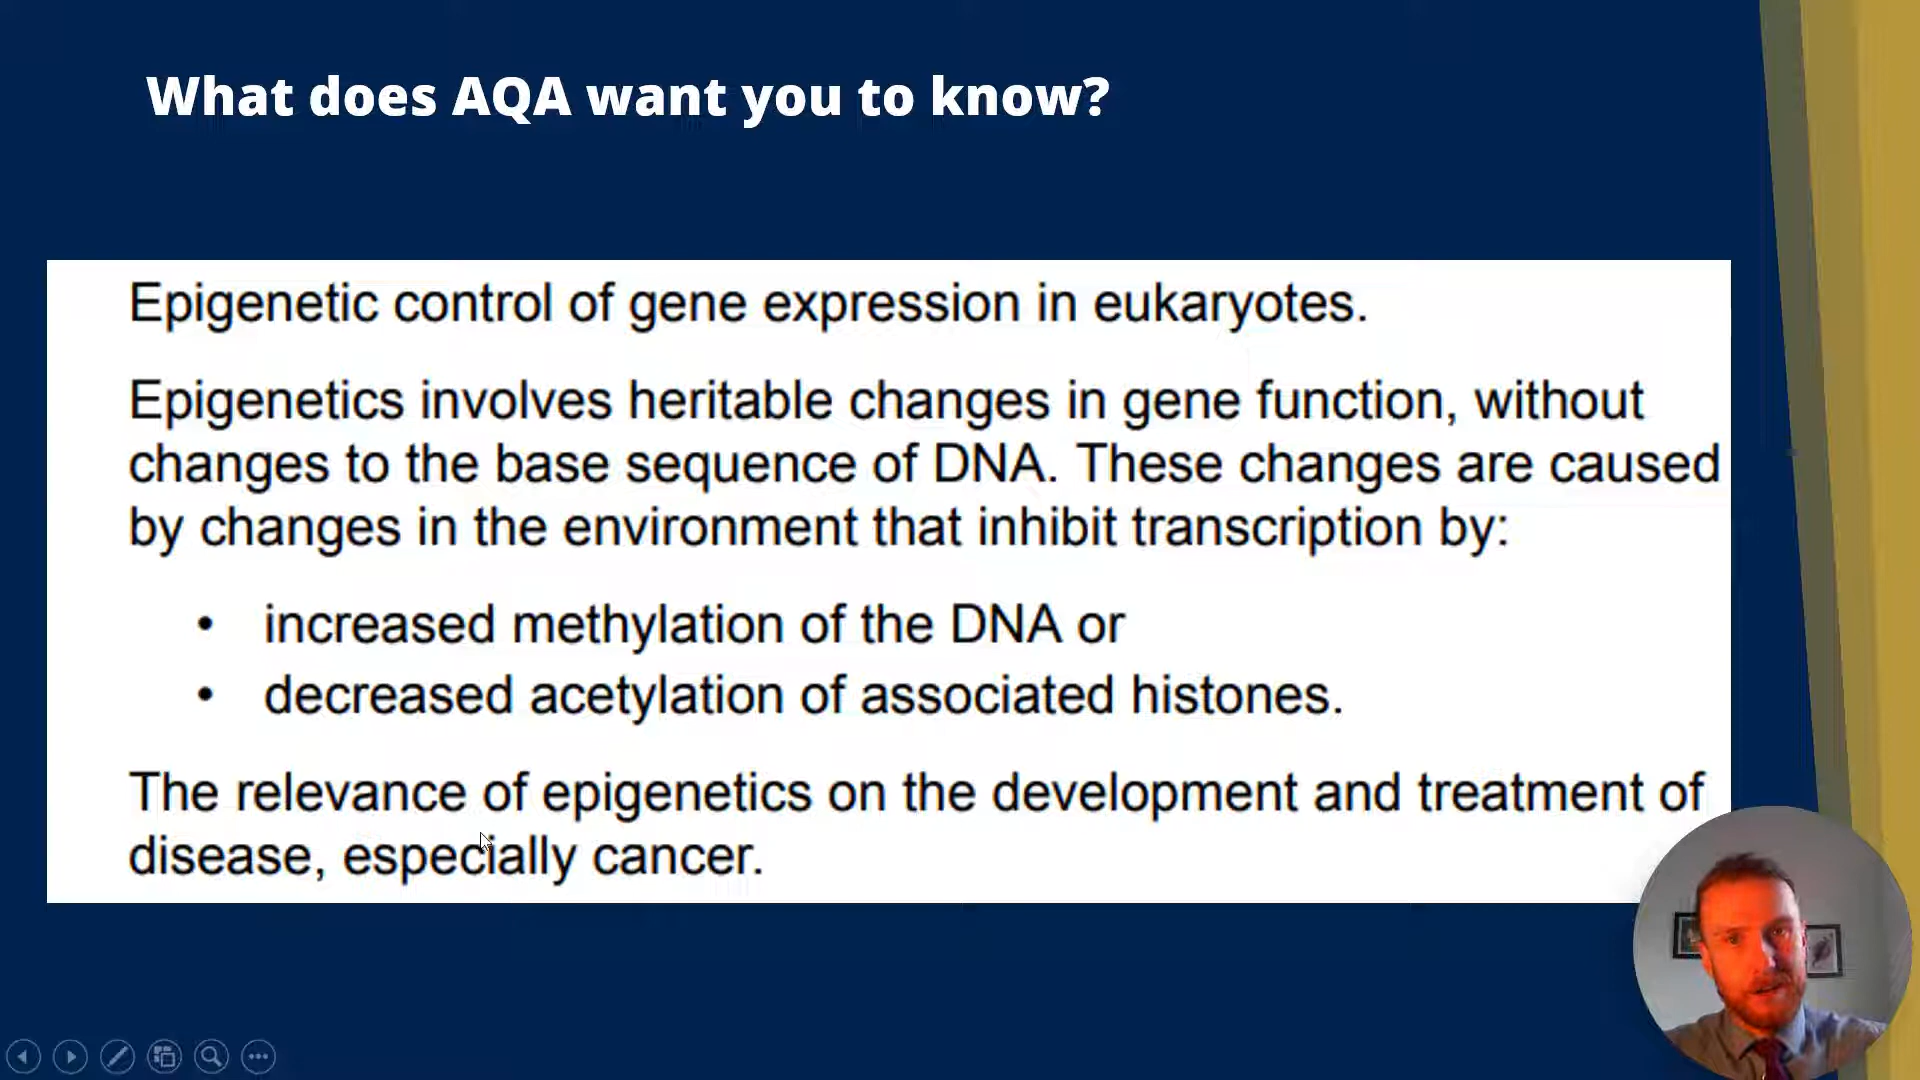 What does AQA want you to know?
Epigenetic control of gene expression in eukaryotes.
Epigenetics involves heritable changes in gene function, without
changes to the base sequence of DNA. These changes are caused
by changes in the environment that inhibit transcription by:
• increased methylation of the DNA or
• decreased acetylation of associated histones.
The relevance of epigenetics on the development and treatment of
disease, especially cancer.